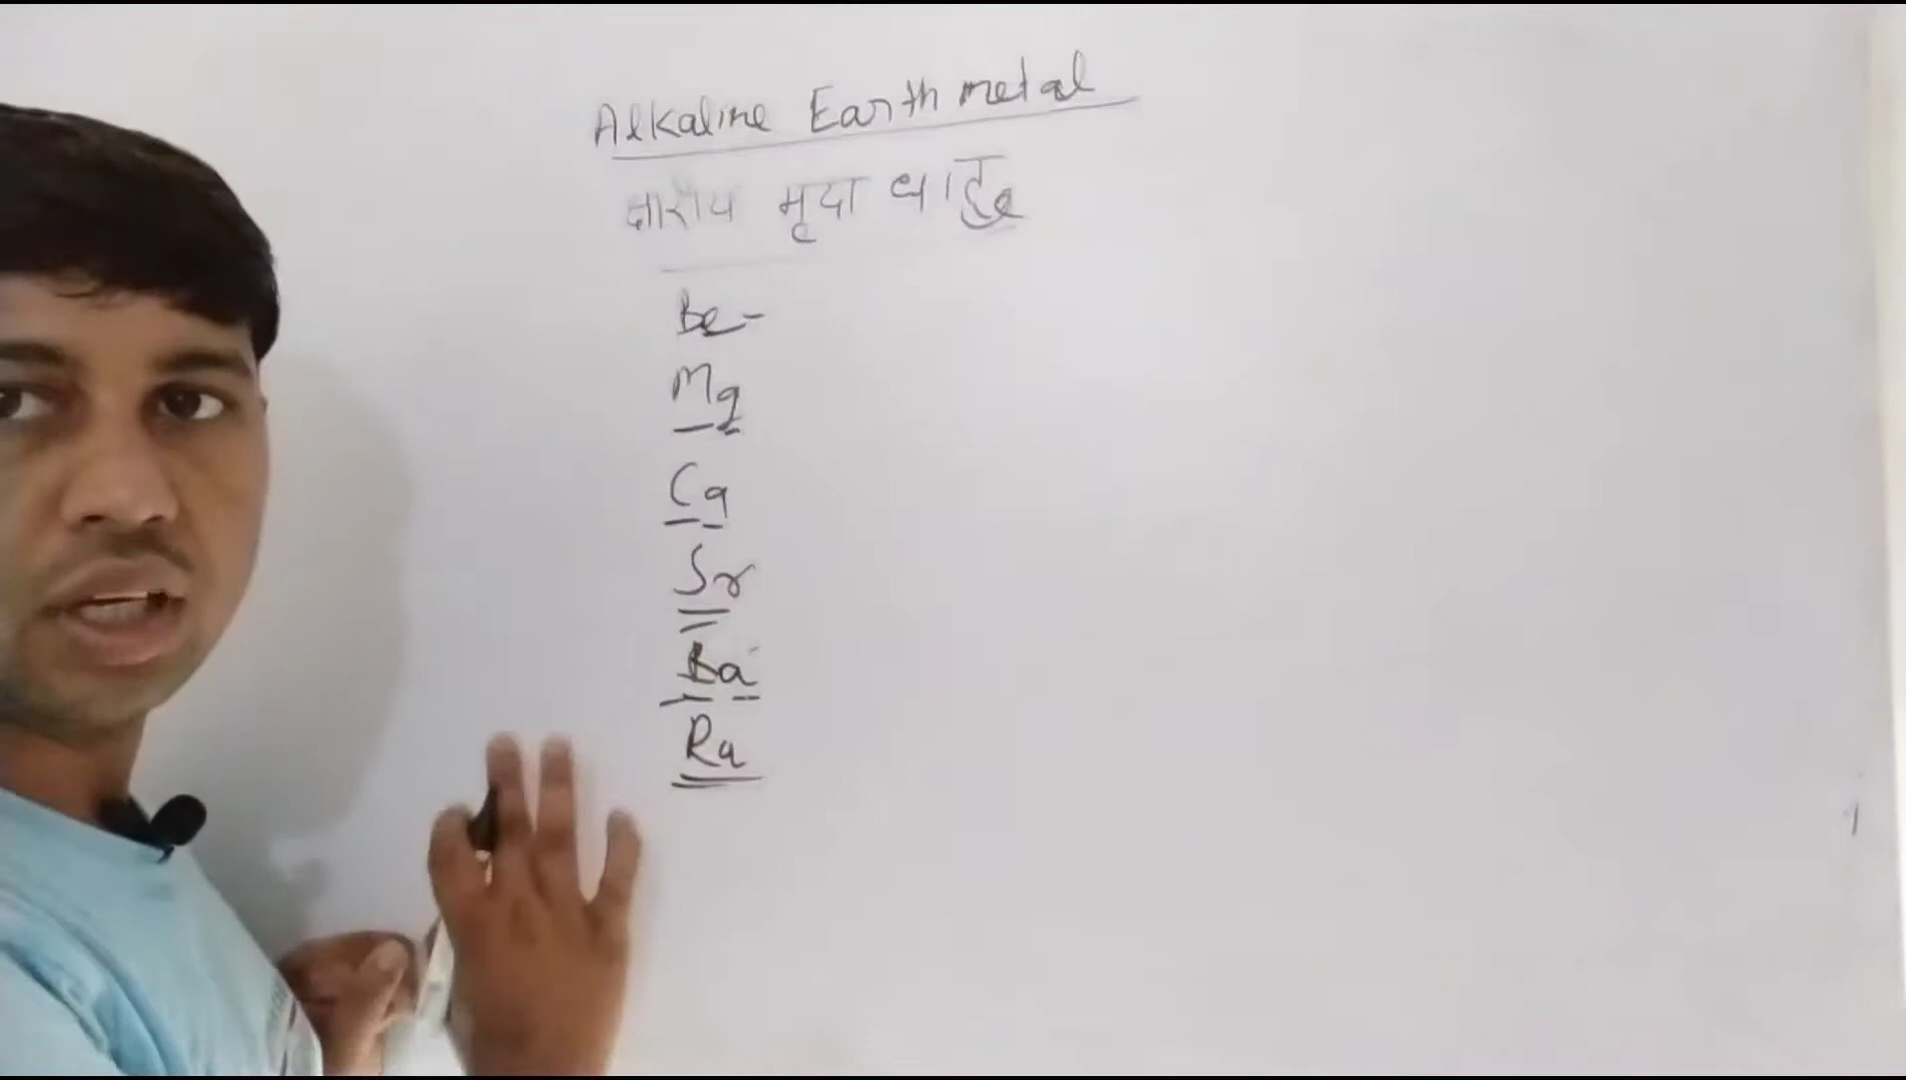 Alkaline Earth metal
क्षारीय मृदा धातु
Be-
Mg
Ca
Sr
Ba
Ra